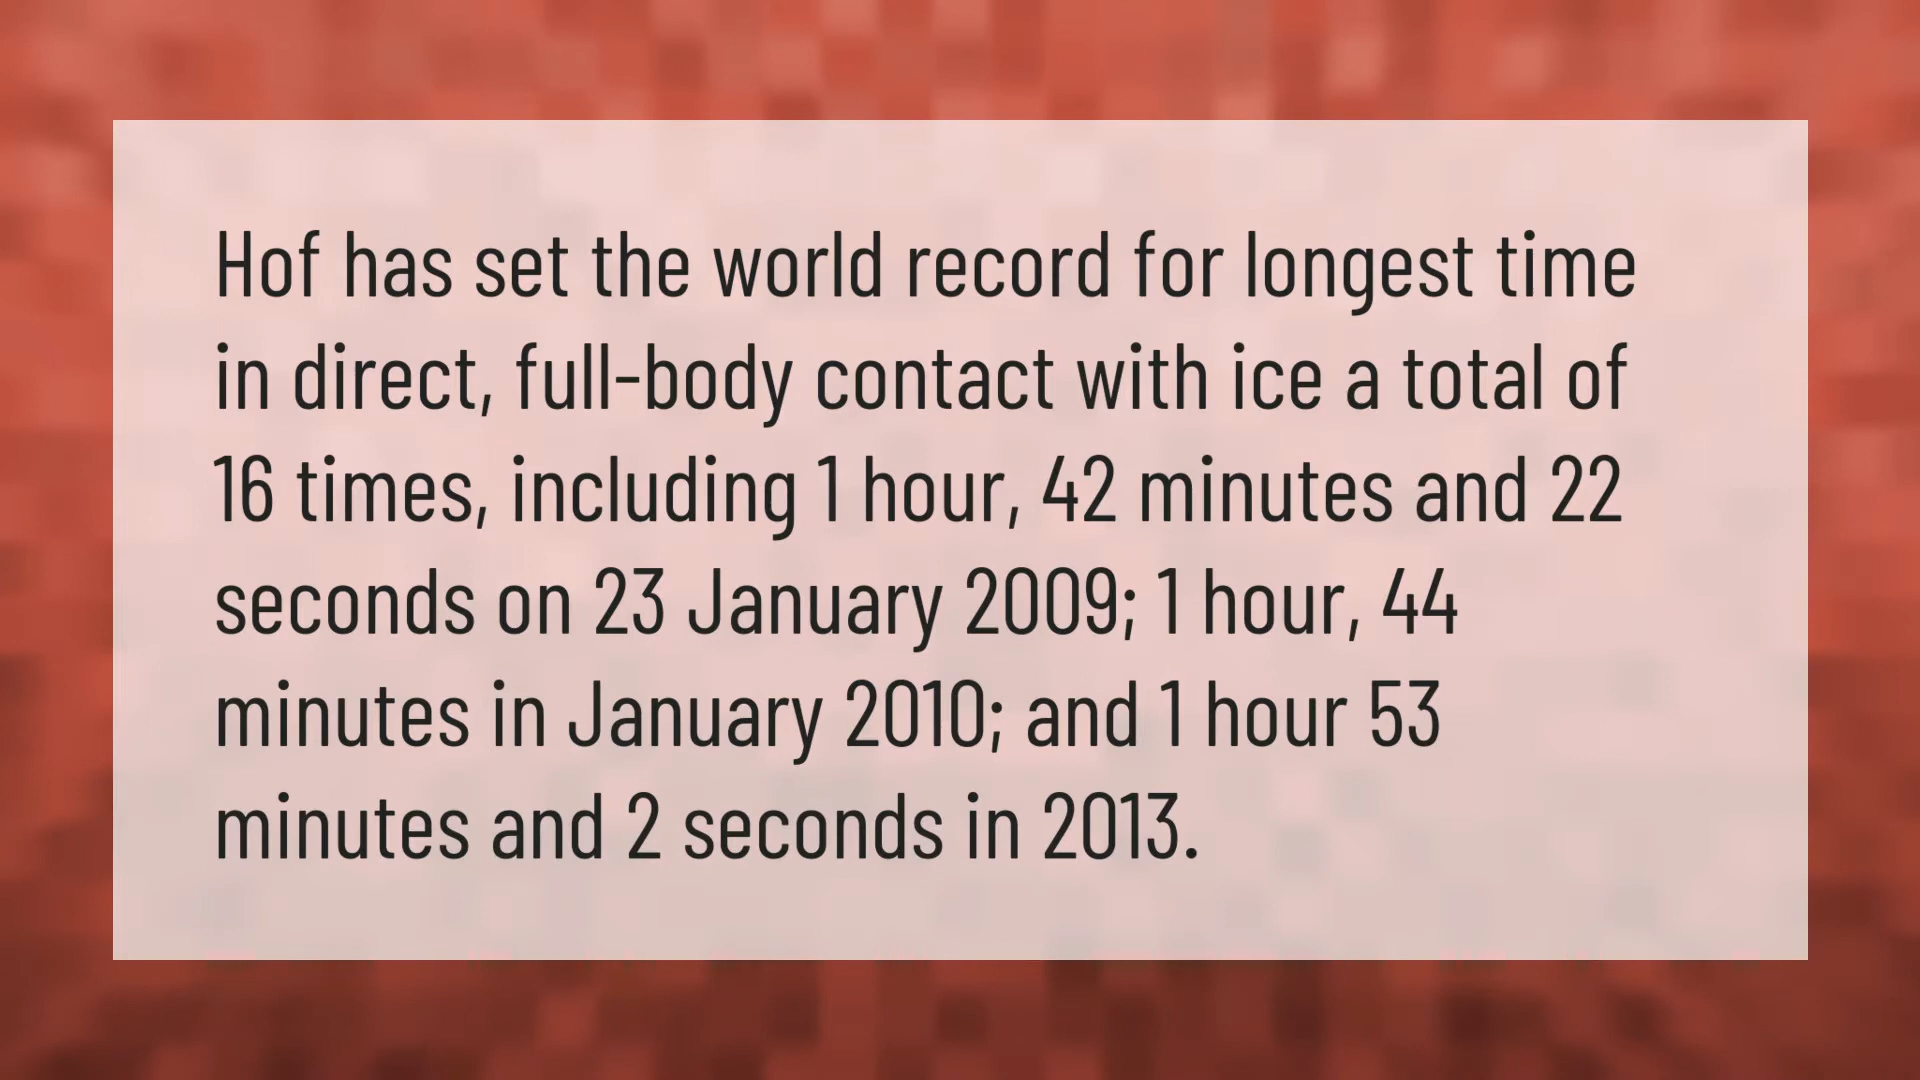 Hof has set the world record for longest time
in direct, full-body contact with ice a total of
16 times, including 1 hour, 42 minutes and 22
seconds on 23 January 2009; 1 hour, 44
minutes in January 2010; and 1 hour 53
minutes and 2 seconds in 2013.